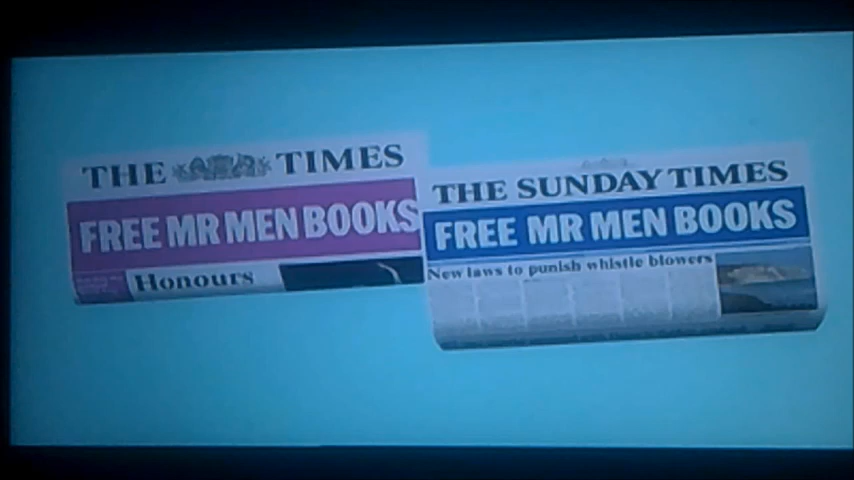 THE TIMES
FREE MR MEN BOOKS
Honours
THE SUNDAY TIMES
FREE MR MEN BOOKS
New laws to punish whistle blowers